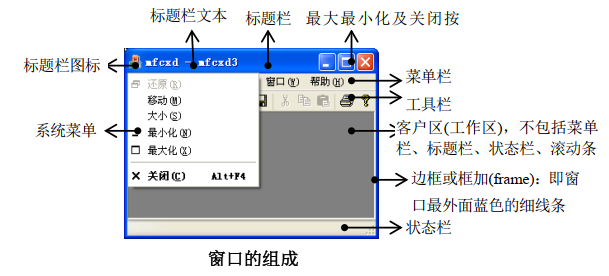 标题栏文本
标题栏
最大最小化及关闭按
标题栏图标
mfcxd - mfcxd3
菜单栏
窗口(W) 帮助(H)
还原(R)
移动(M)
大小(S)
最小化(N)
最大化(X)
关闭(C) Alt+F4
工具栏
系统菜单
客户区(工作区)，不包括菜单
栏、标题栏、状态栏、滚动条
边框或框加(frame)：即窗
口最外面蓝色的细线条
状态栏
窗口的组成